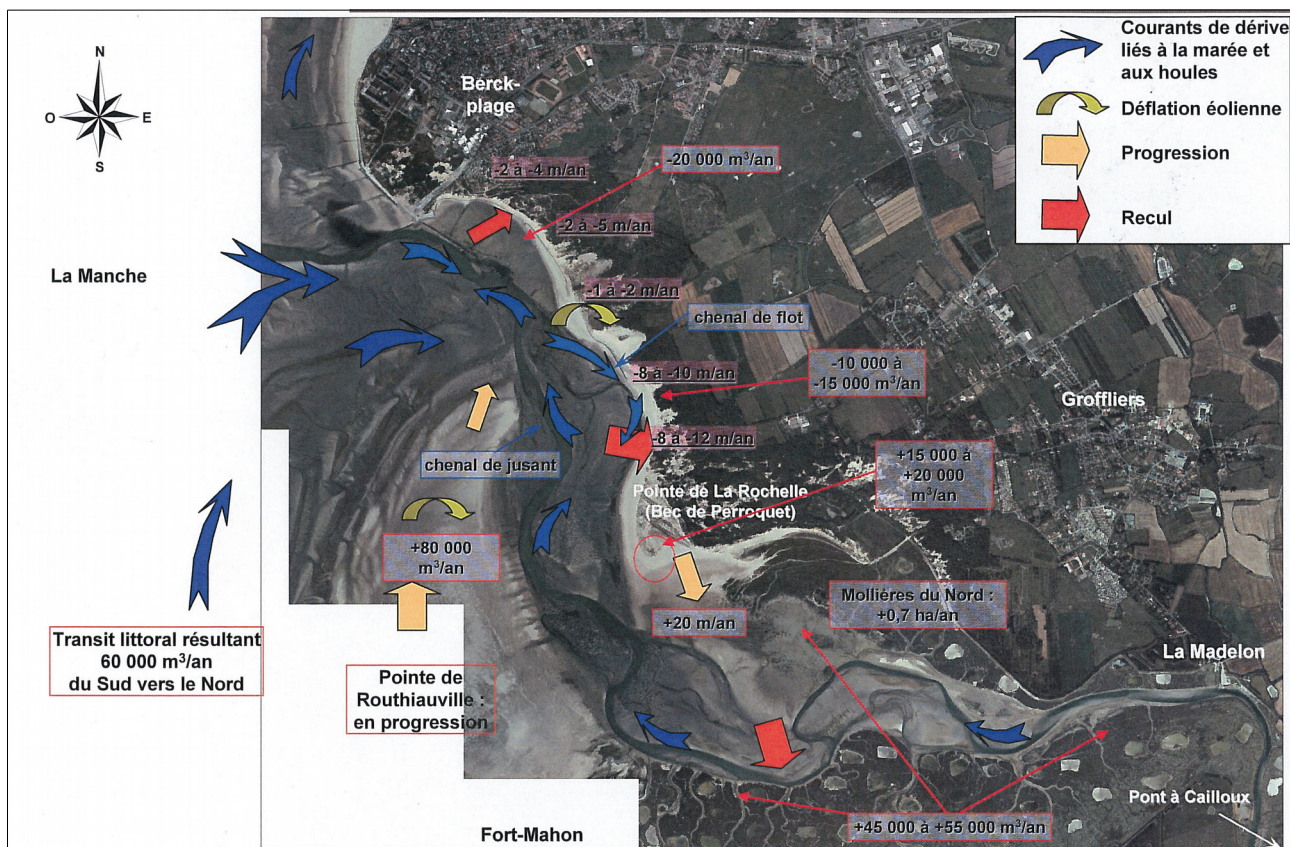 N
O
E
S
Courants de dérive
liés à la marée et
aux houles
Déflation éolienne
Progression
Recul
Berck-
plage
-2 à -4 m/an
-20 000 m³/an
-2 à -5 m/an
La Manche
-1 à -2 m/an
chenal de flot
-8 à -10 m/an
-10 000 à
-15 000 m³/an
Groffliers
-8 à -12 m/an
chenal de jusant
+15 000 à
+20 000
m³/an
Pointe de La Rochelle
(Bec de Perroquet)
+80 000
m³/an
Mollières du Nord :
+0,7 ha/an
+20 m/an
Transit littoral résultant
60 000 m³/an
du Sud vers le Nord
Pointe de
Routhiauville :
en progression
La Madelon
Pont à Cailloux
+45 000 à +55 000 m³/an
Fort-Mahon